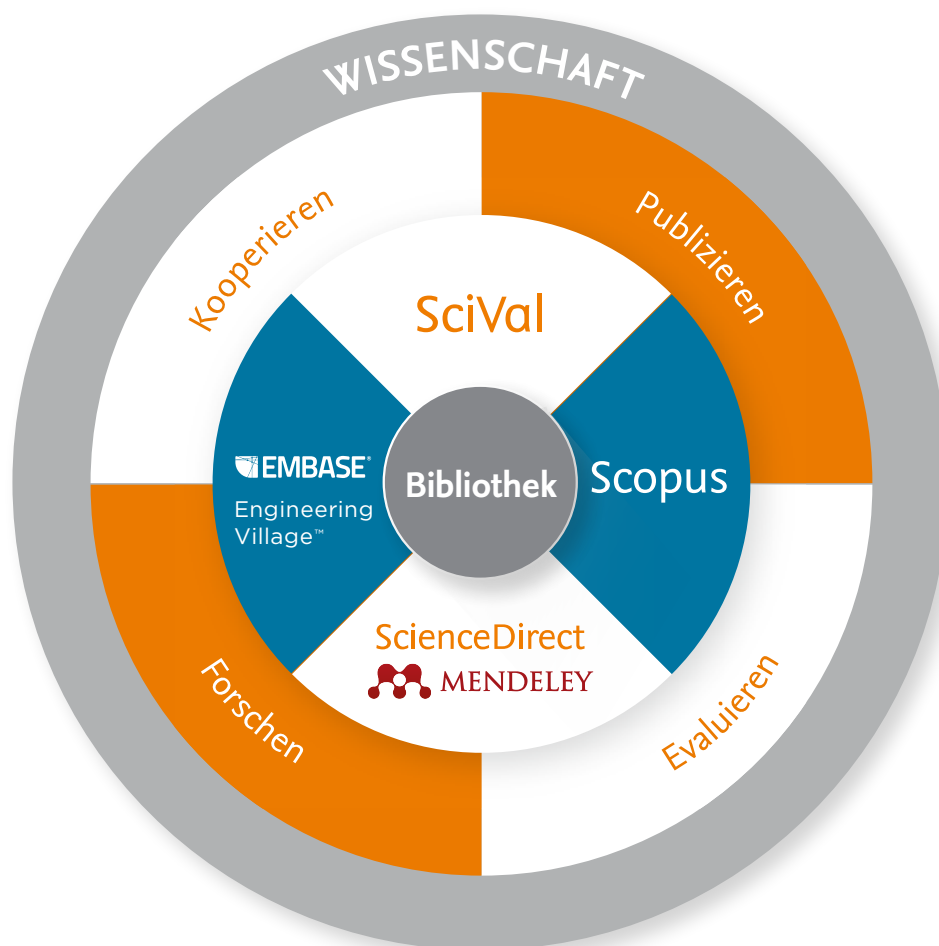 WISSENSCHAFT
Kooperieren
Publizieren
SciVal
EMBASE®
Engineering
Village™
Bibliothek
Scopus
ScienceDirect
MENDELEY
Forschen
Evaluieren